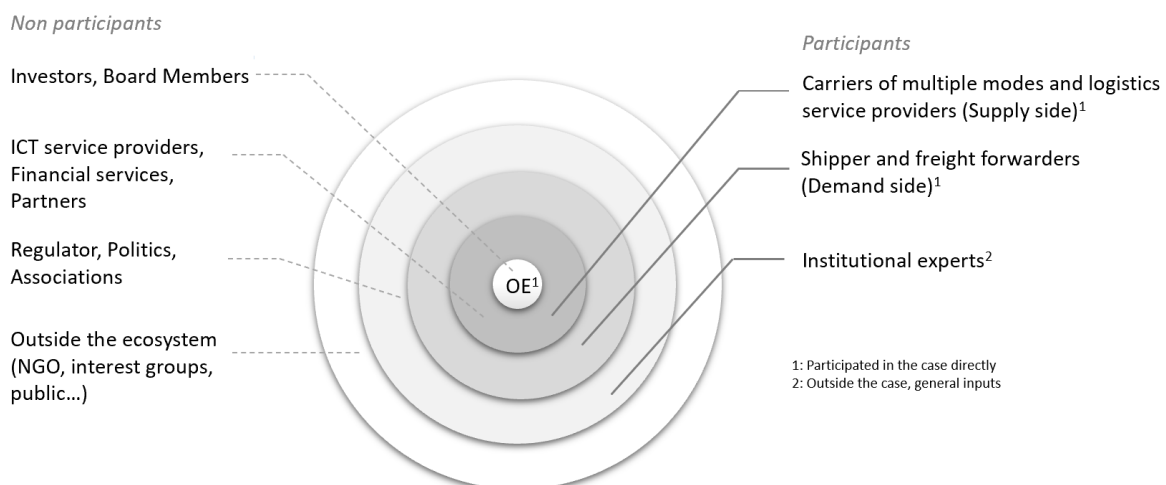 Non participants
Investors, Board Members
ICT service providers,
Financial services,
Partners
Regulator, Politics,
Associations
Outside the ecosystem
(NGO, interest groups,
public...)
OE¹
Participants
Carriers of multiple modes and logistics
service providers (Supply side)¹
Shipper and freight forwarders
(Demand side)¹
Institutional experts²
1: Participated in the case directly
2: Outside the case, general inputs